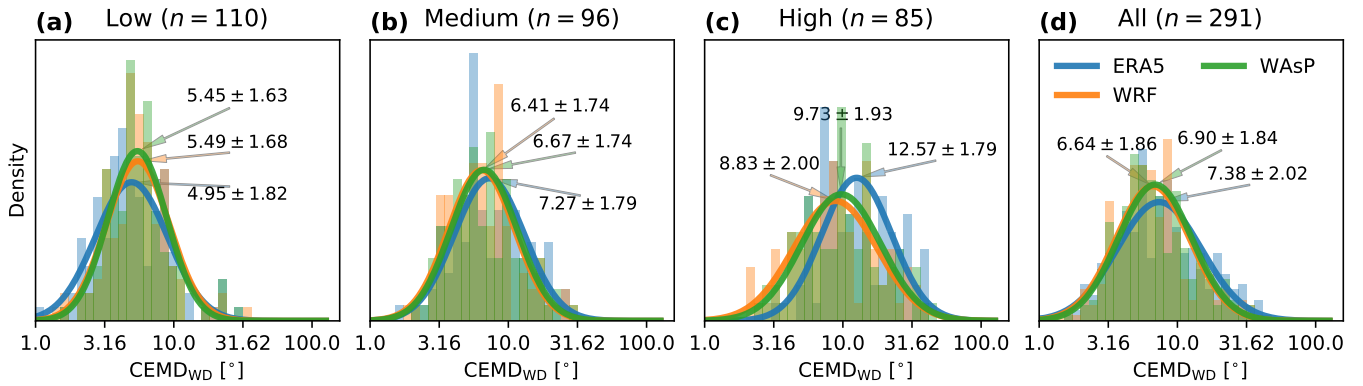 (a) Low (n = 110)
(b) Medium (n = 96)
(c) High (n = 85)
(d) All (n = 291)
Density
5.45 ± 1.63
5.49 ± 1.68
4.95 ± 1.82
6.41 ± 1.74
6.67 ± 1.74
7.27 ± 1.79
9.73 ± 1.93
12.57 ± 1.79
8.83 ± 2.00
ERA5
WRF
WAsP
6.64 ± 1.86
6.90 ± 1.84
7.38 ± 2.02
1.0 3.16 10.0 31.62 100.0
1.0 3.16 10.0 31.62 100.0
1.0 3.16 10.0 31.62 100.0
1.0 3.16 10.0 31.62 100.0
CEMD_WD [°]
CEMD_WD [°]
CEMD_WD [°]
CEMD_WD [°]